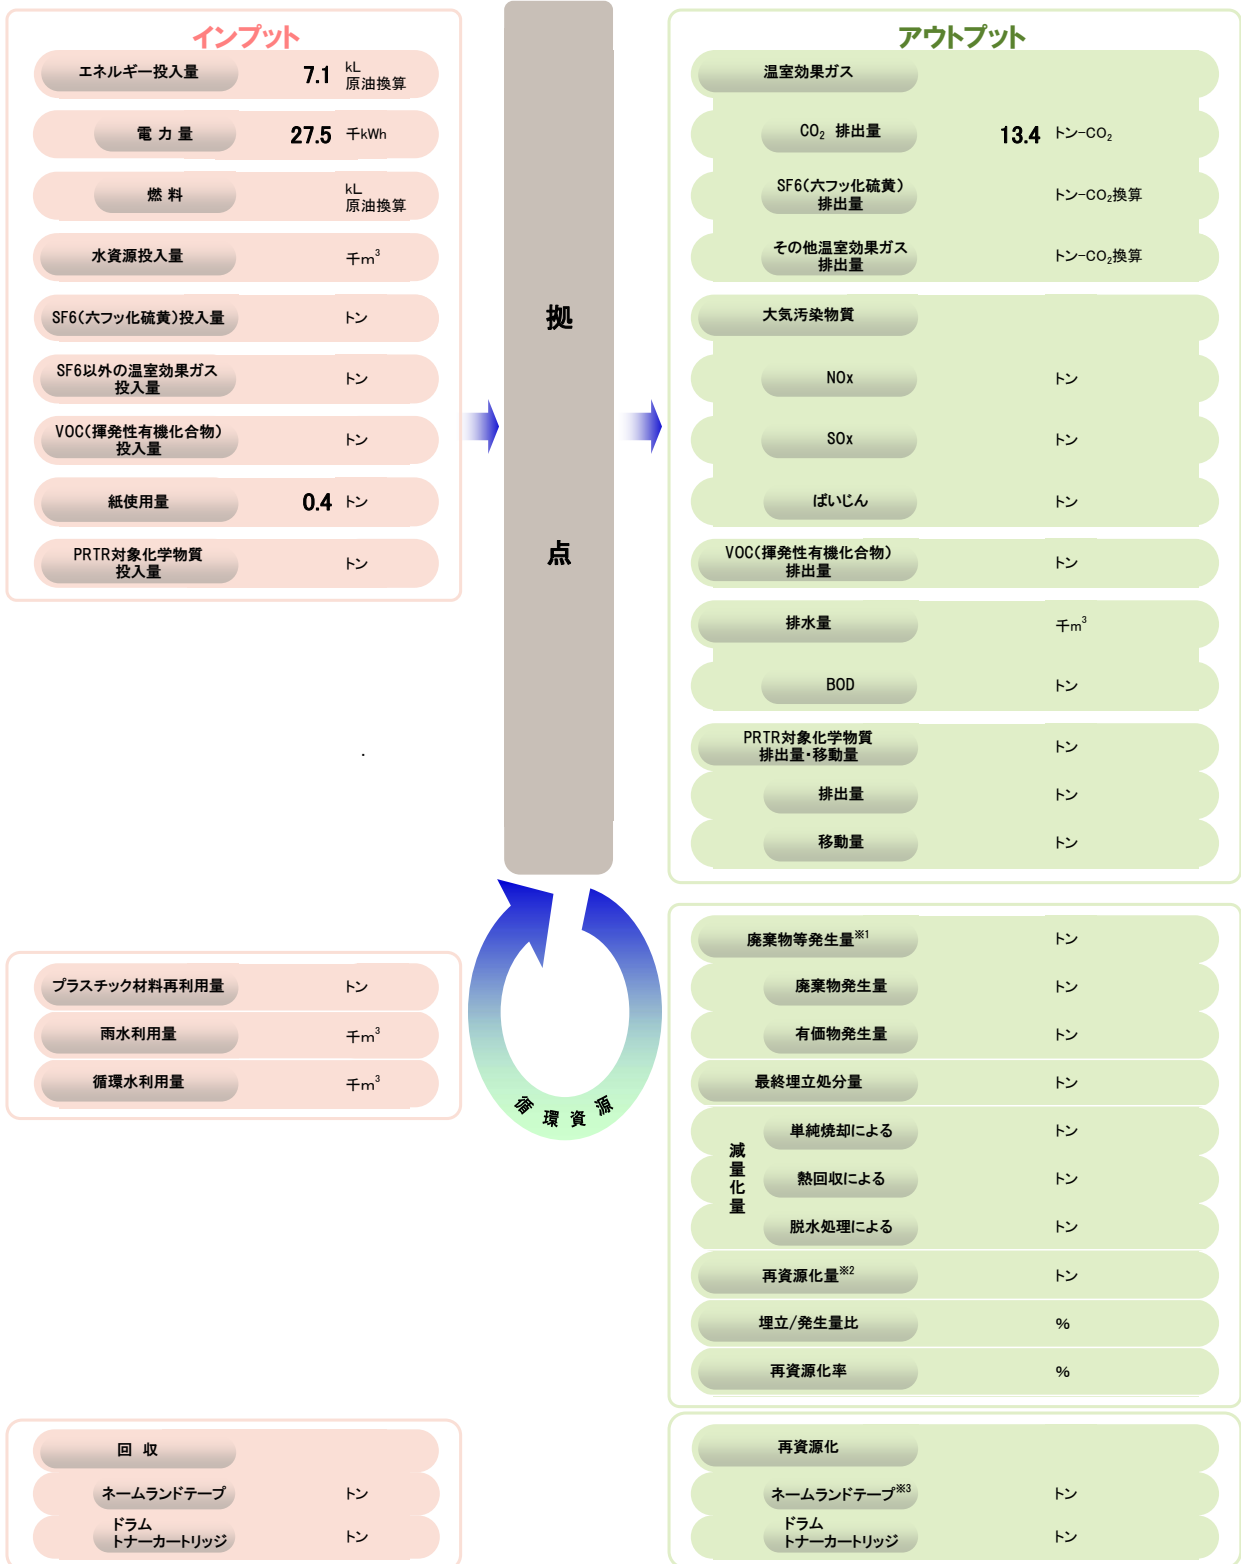 インプット
エネルギー投入量 7.1 kL
原油換算
電 力 量 27.5 千kWh
燃 料 kL
原油換算
水資源投入量 千m³
SF6(六フッ化硫黄)投入量 トン
SF6以外の温室効果ガス
投入量 トン
VOC(揮発性有機化合物)
投入量 トン
紙使用量 0.4 トン
PRTR対象化学物質
投入量 トン
拠
点
アウトプット
温室効果ガス
CO₂ 排出量 13.4 トン-CO₂
SF6(六フッ化硫黄)
排出量 トン-CO₂換算
その他温室効果ガス
排出量 トン-CO₂換算
大気汚染物質
NOx トン
SOx トン
ばいじん トン
VOC(揮発性有機化合物)
排出量 トン
排水量 千m³
BOD トン
PRTR対象化学物質
排出量・移動量 トン
排出量 トン
移動量 トン
循環資源
プラスチック材料再利用量 トン
雨水利用量 千m³
循環水利用量 千m³
廃棄物等発生量※1 トン
廃棄物発生量 トン
有価物発生量 トン
最終埋立処分量 トン
減量化量
単純焼却による トン
熱回収による トン
脱水処理による トン
再資源化量※2 トン
埋立/発生量比 %
再資源化率 %
回 収
ネームランドテープ トン
ドラム
トナーカートリッジ トン
再資源化
ネームランドテープ※3 トン
ドラム
トナーカートリッジ トン